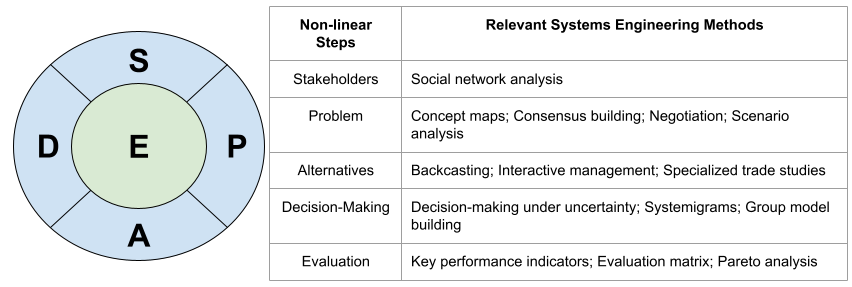 S
D
E
P
A
Non-linear
Steps
Relevant Systems Engineering Methods
Stakeholders
Social network analysis
Problem
Concept maps; Consensus building; Negotiation; Scenario
analysis
Alternatives
Backcasting; Interactive management; Specialized trade studies
Decision-Making
Decision-making under uncertainty; Systemigrams; Group model
building
Evaluation
Key performance indicators; Evaluation matrix; Pareto analysis